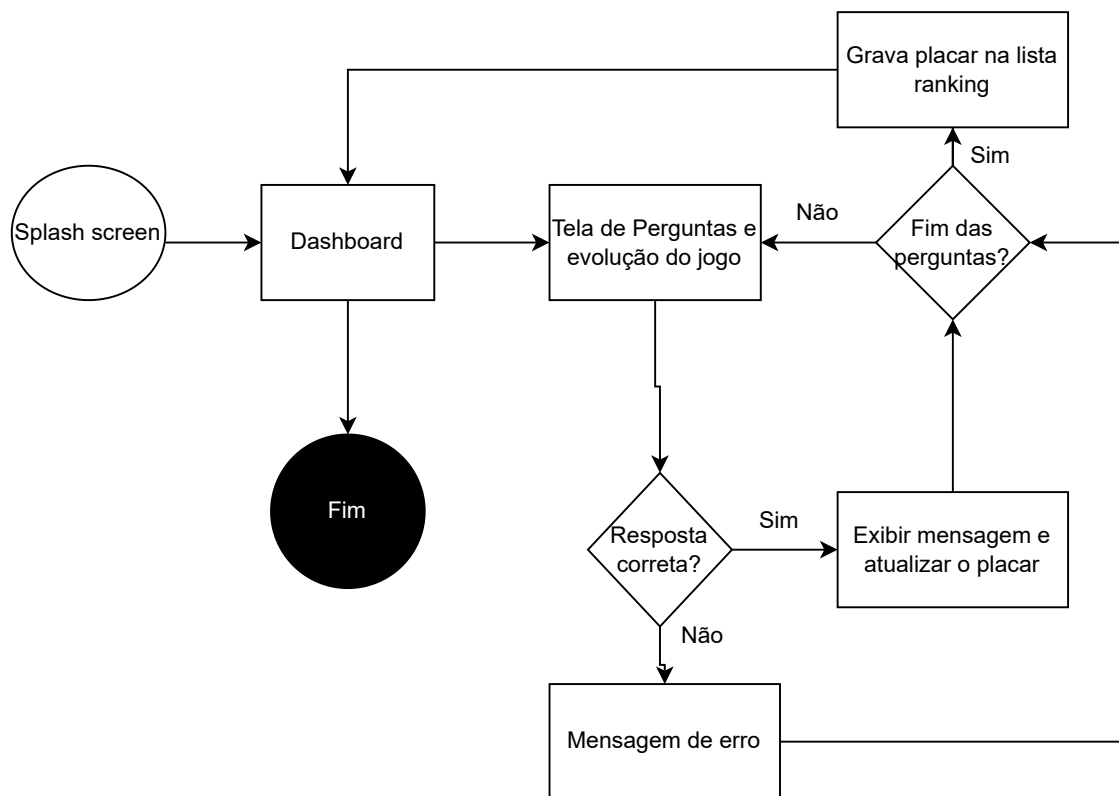 Grava placar na lista
ranking
Sim
Splash screen
Dashboard
Tela de Perguntas e
evolução do jogo
Não
Fim das
perguntas?
Fim
Resposta
correta?
Sim
Exibir mensagem e
atualizar o placar
Não
Mensagem de erro